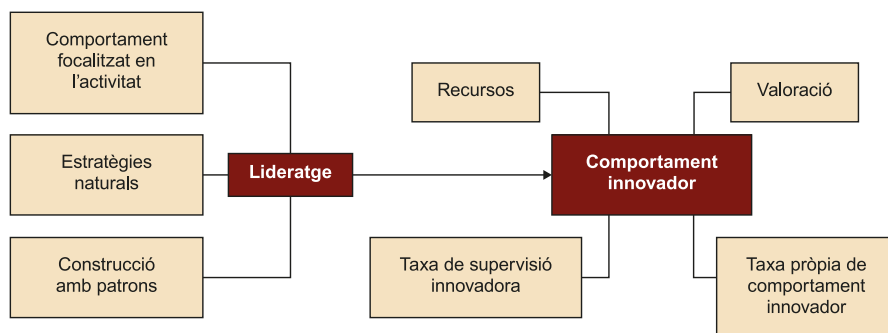 Comportament
focalitzat en
l'activitat
Estratègies
naturals
Construcció
amb patrons
Lideratge
Recursos
Valoració
Comportament
innovador
Taxa de supervisió
innovadora
Taxa pròpia de
comportament
innovador